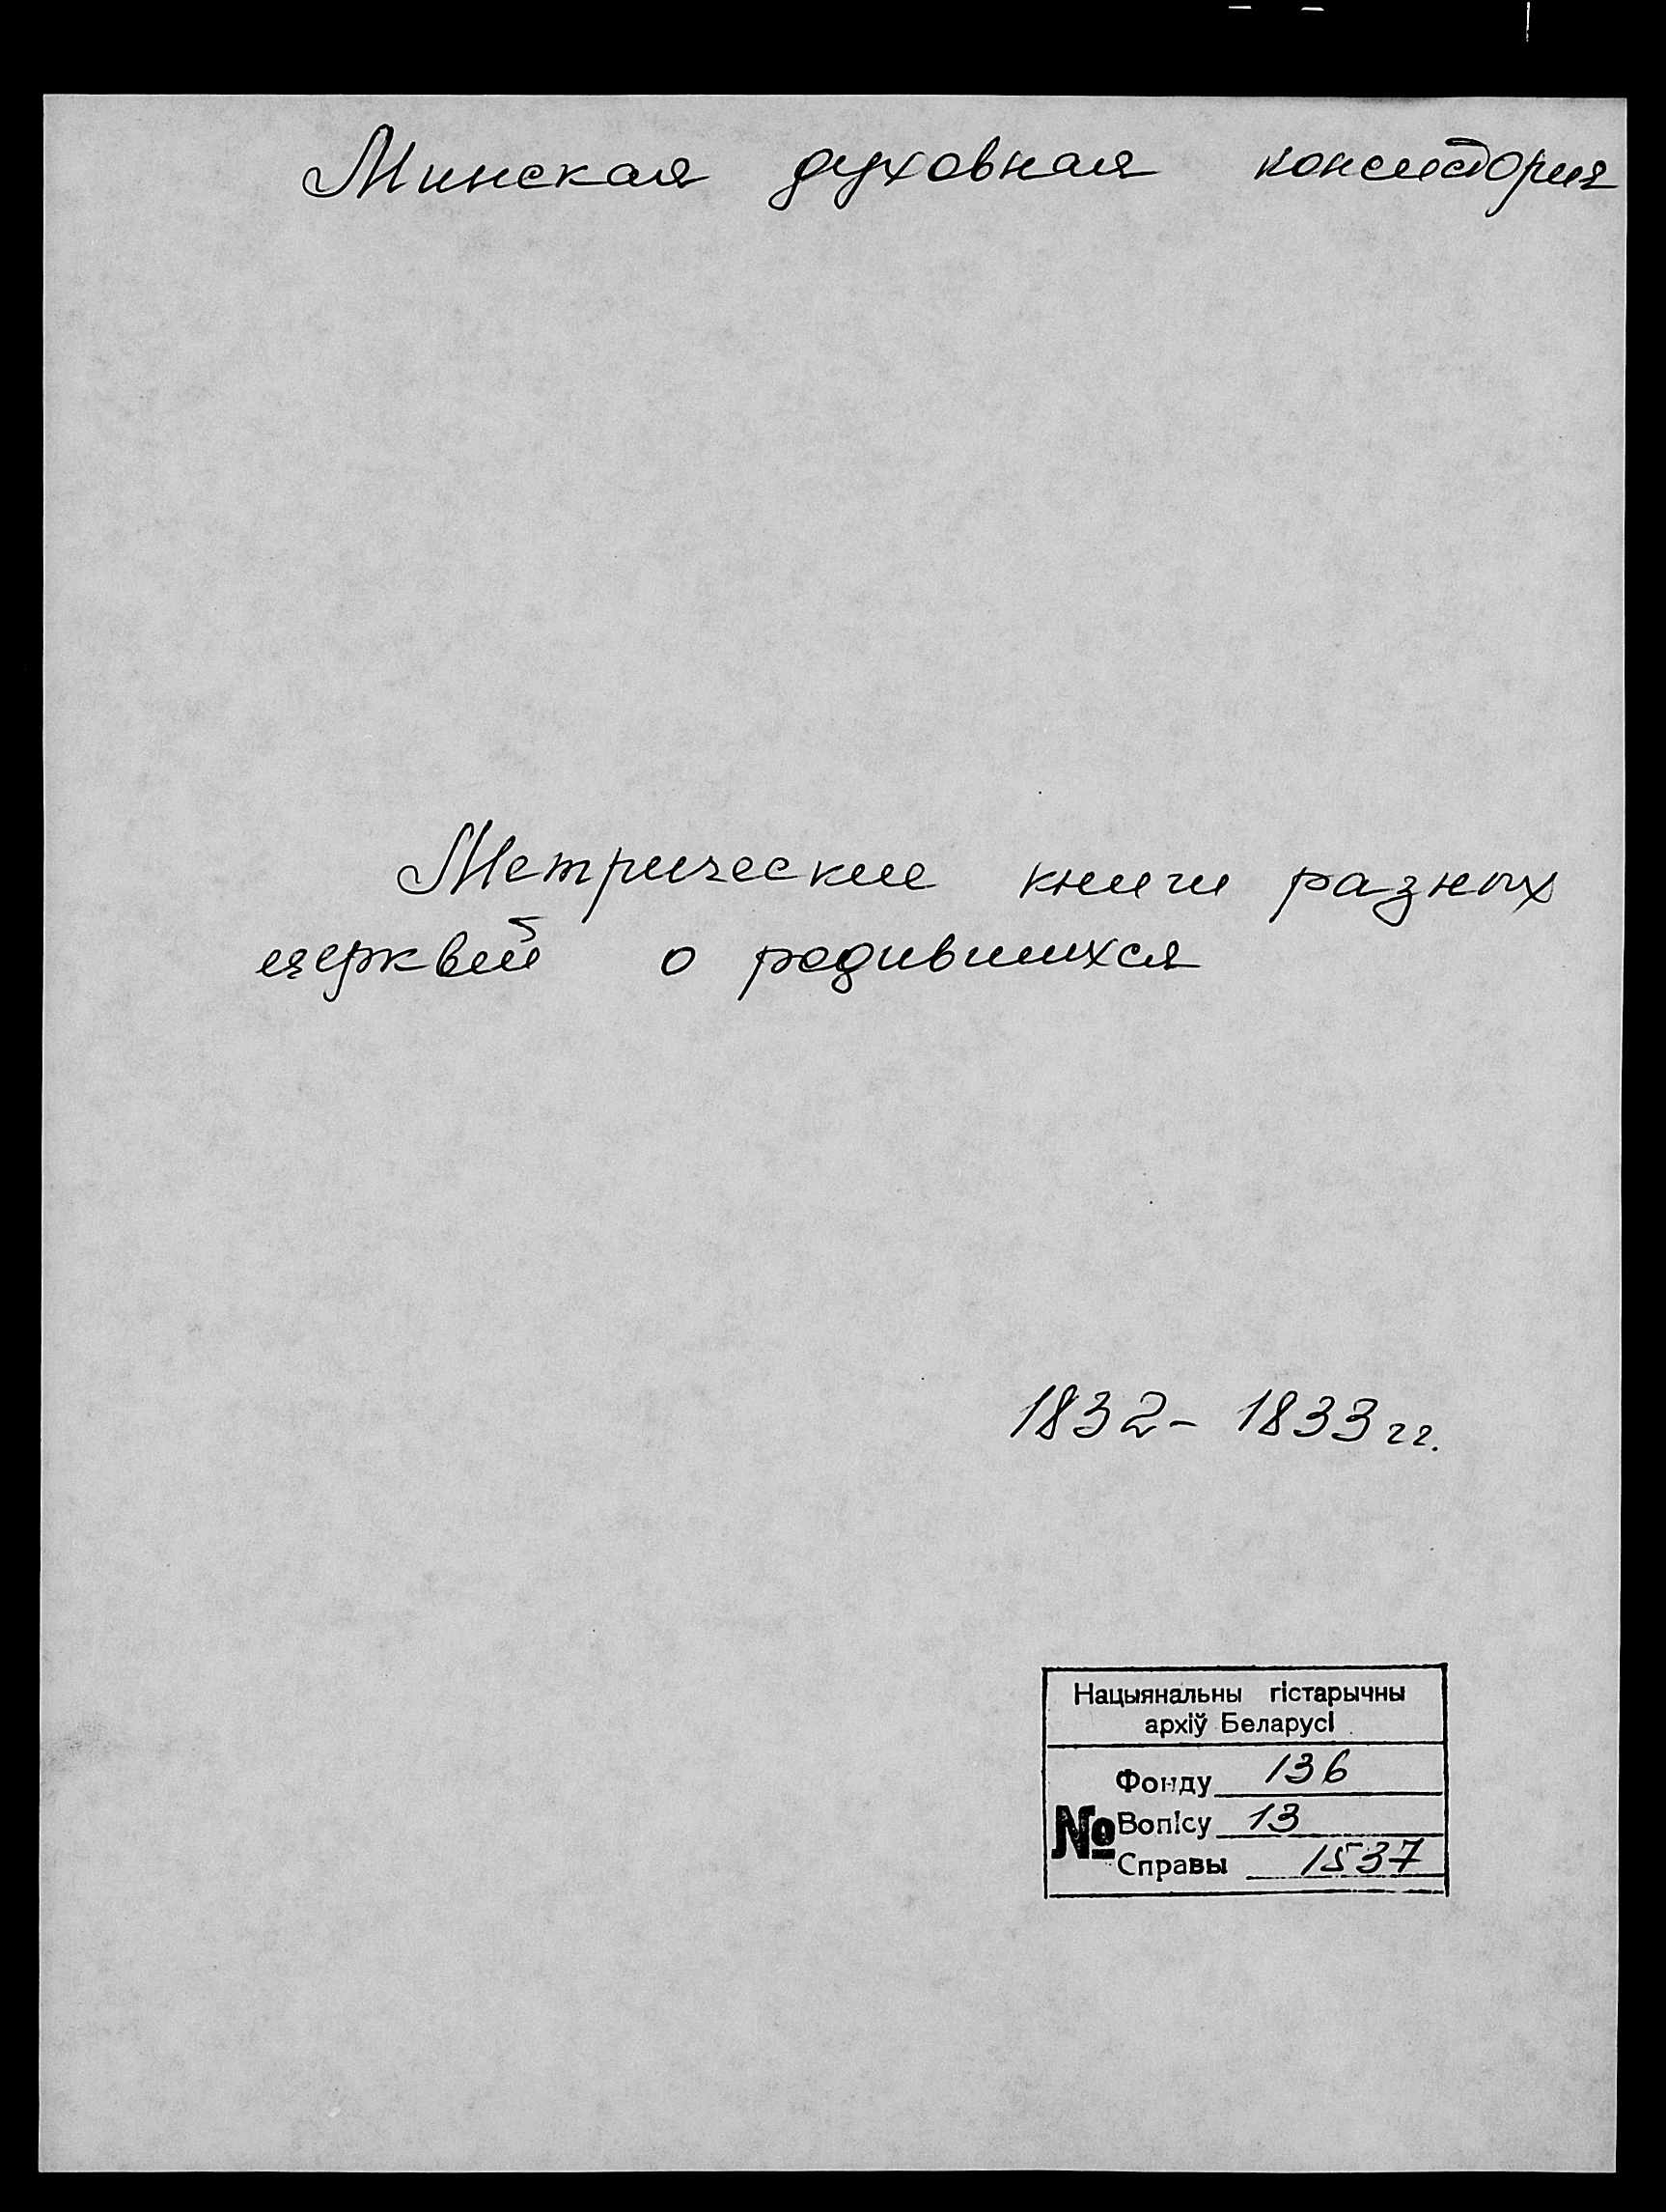 Минская духовная консистория
Метрические книги разных
церквей о родившихся
1832-1833 гг.
Нацыянальны гістарычны
архіў Беларусі
Фонду 136
№ Вопісу 13
Справы 1537